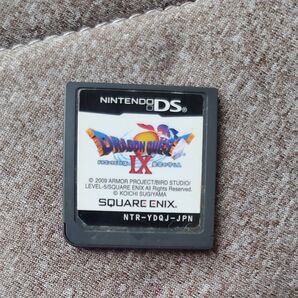 NINTENDO DS
DRAGON QUEST
IX
© 2009 ARMOR PROJECT/BIRD STUDIO/
LEVEL-5/SQUARE ENIX All Rights Reserved.
© KOICHI SUGIYAMA
SQUARE ENIX
NTR-YDQJ-JPN